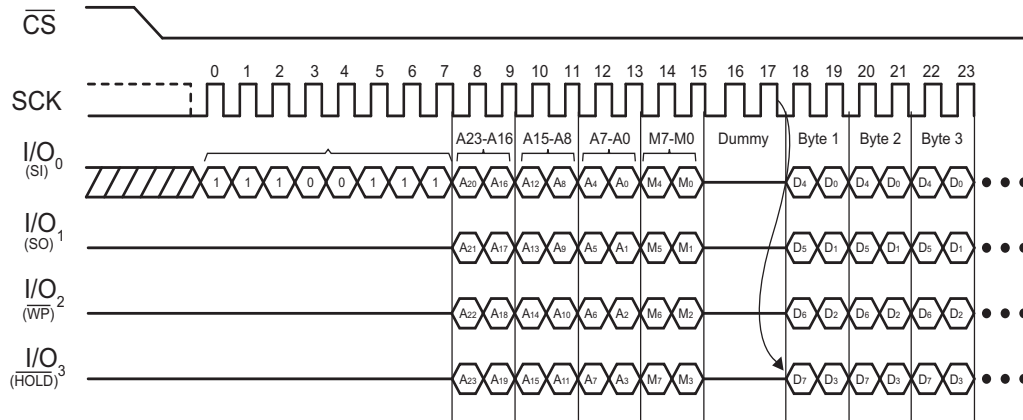 CS
0 1 2 3 4 5 6 7 8 9 10 11 12 13 14 15 16 17 18 19 20 21 22 23
SCK
A23-A16 A15-A8 A7-A0 M7-M0 Dummy Byte 1 Byte 2 Byte 3
I/O0
(SI)
1 1 1 0 0 1 1 1 A20 A16 A12 A8 A4 A0 M4 M0 D4 D0 D4 D0 D4 D0
I/O1
(SO)
A21 A17 A13 A9 A5 A1 M5 M1 D5 D1 D5 D1 D5 D1
I/O2
(WP)
A22 A18 A14 A10 A6 A2 M6 M2 D6 D2 D6 D2 D6 D2
I/O3
(HOLD)
A23 A19 A15 A11 A7 A3 M7 M3 D7 D3 D7 D3 D7 D3